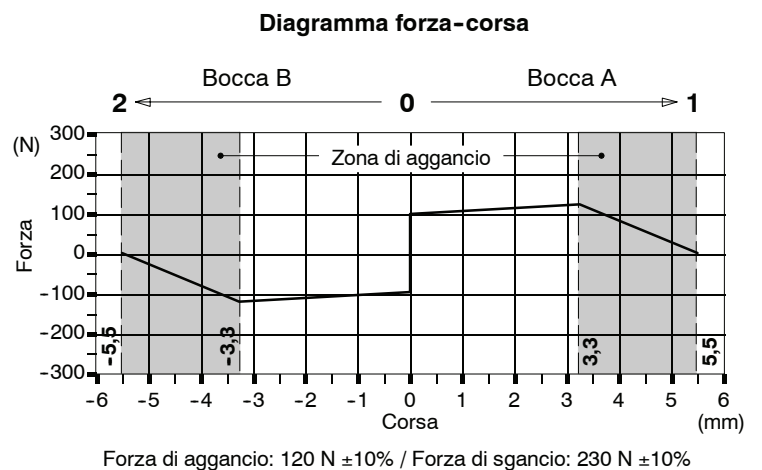 Diagramma forza-corsa
Bocca B Bocca A
2 0 1
(N)
300
200
100
0
-100
-200
-300
Forza
Zona di aggancio
-5,5 -3,3 3,3 5,5
-6 -5 -4 -3 -2 -1 0 1 2 3 4 5 6
Corsa (mm)
Forza di aggancio: 120 N ±10% / Forza di sgancio: 230 N ±10%